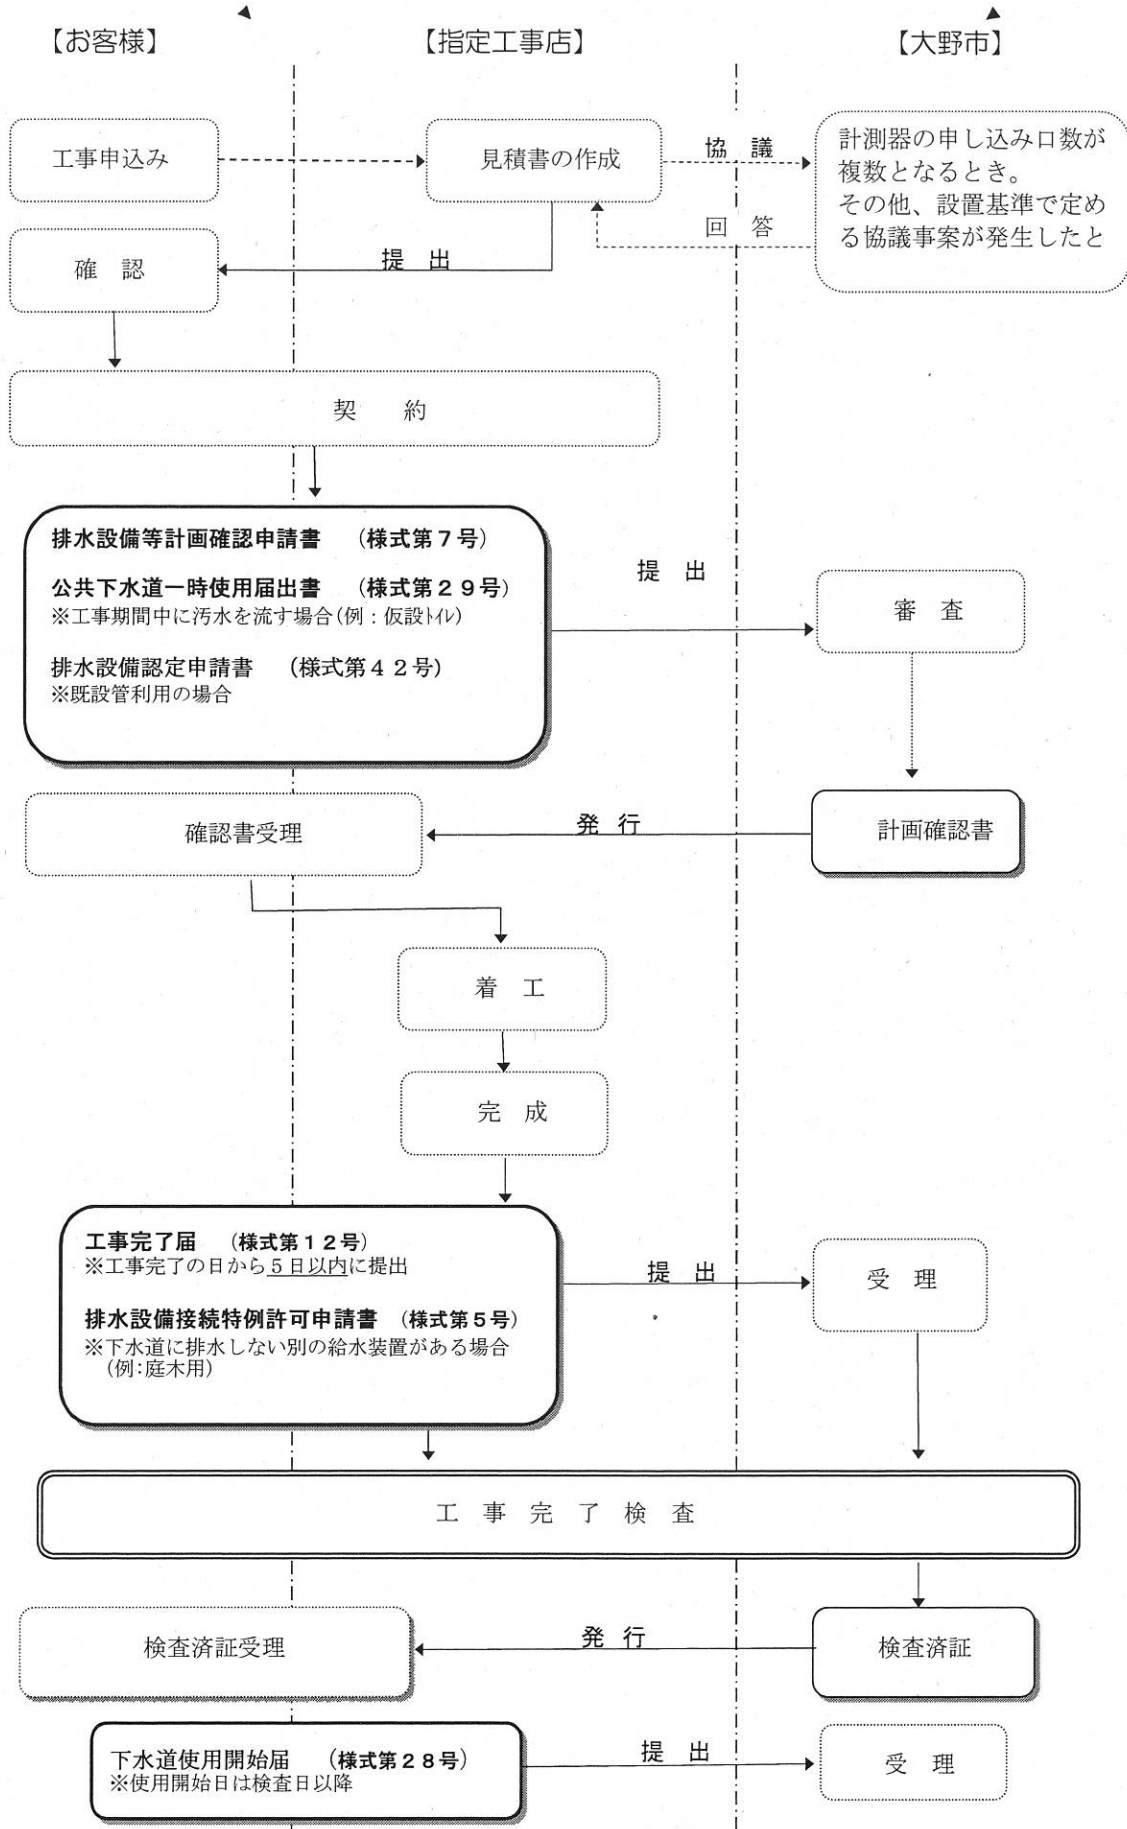 【お客様】
【指定工事店】
【大野市】
工事申込み
見積書の作成
協　議
回　答
計測器の申し込み口数が
複数となるとき。
その他、設置基準で定め
る協議事案が発生したと
確　認
提　出
契　　約
排水設備等計画確認申請書　（様式第７号）
公共下水道一時使用届出書　（様式第２９号）
※工事期間中に汚水を流す場合(例：仮設ﾄｲﾚ)
排水設備認定申請書　（様式第４２号）
※既設管利用の場合
提　出
審　査
確認書受理
発　行
計画確認書
着　工
完　成
工事完了届　（様式第１２号）
※工事完了の日から５日以内に提出
排水設備接続特例許可申請書　（様式第５号）
※下水道に排水しない別の給水装置がある場合
(例:庭木用)
提　出
受　理
工　事　完　了　検　査
検査済証受理
発　行
検査済証
下水道使用開始届　（様式第２８号）
※使用開始日は検査日以降
提　出
受　理